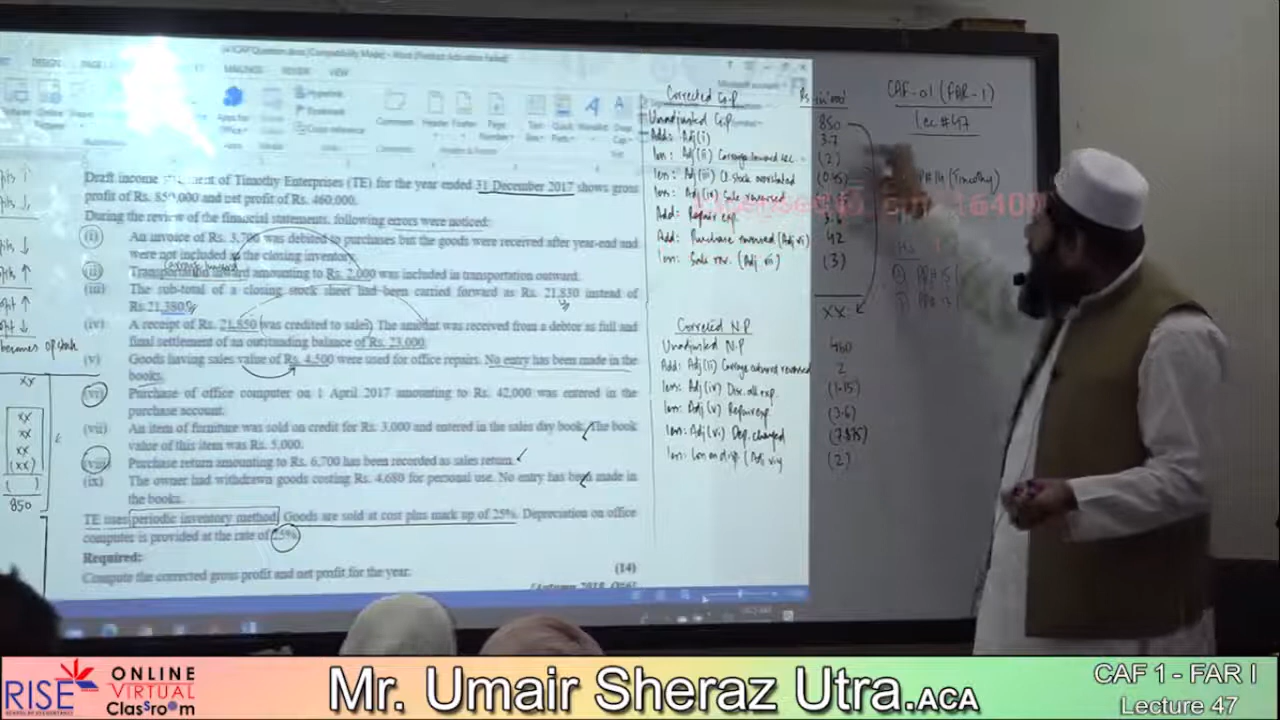 Draft income statement of Timothy Enterprises (TE) for the year ended 31 December 2017 shows gross
profit of Rs. 850,000 and net profit of Rs. 460,000.
During the review of the financial statements, following errors were noticed:
(i) An invoice of Rs. 3,700 was debited to purchases but the goods were received after year-end and
were not included in the closing inventory.
(ii) Transportation inward amounting to Rs. 2,000 was included in transportation outward.
(iii) The sub-total of a closing stock sheet had been carried forward as Rs. 21,830 instead of
Rs. 21,380.
(iv) A receipt of Rs. 21,850 was credited to sales. The amount was received from a debtor as full and
final settlement of an outstanding balance of Rs. 23,000.
(v) Goods having sales value of Rs. 4,500 were used for office repairs. No entry has been made in the
books.
(vi) Purchase of office computer on 1 April 2017 amounting to Rs. 42,000 was entered in the
purchase account.
(vii) An item of furniture was sold on credit for Rs. 3,000 and entered in the sales day book. The book
value of this item was Rs. 5,000.
(viii) Purchase return amounting to Rs. 6,700 has been recorded as sales return.
(ix) The owner had withdrawn goods costing Rs. 4,680 for personal use. No entry has been made in
the books.
TE uses periodic inventory method. Goods are sold at cost plus mark up of 25%. Depreciation on office
computer is provided at the rate of 25%.
Required:
Compute the corrected gross profit and net profit for the year.
(14)
Corrected G.P
Unadjusted G.P 850
Add: Adj(i) 3.7
Less: Adj(ii) Carriage Inward rec. (2)
Less: Adj(iii) Cl stock overstated (0.45)
Less: Adj(iv) Sale reversed
Add: Repair exp.
Add: Purchase reversed (Adj vi) 42
Less: Sale rev. (Adj vii) (3)
XX
Corrected N.P
Unadjusted N.P 460
Add: Adj(ii) Carriage outward reversed 2
Less: Adj(iv) Disc. all exp. (1.15)
Less: Adj(v) Repair exp. (3.6)
Less: Adj(vi) Dep. charged (7.875)
Less: Loss on disp. (Adj vii) (2)
CAF-01 (FAR-1)
Lec #47
(Timothy)
XX
XX
XX
XX
(XX)
850
RISE
ONLINE
VIRTUAL
Classroom
Mr. Umair Sheraz Utra.ACA
CAF 1 - FAR I
Lecture 47